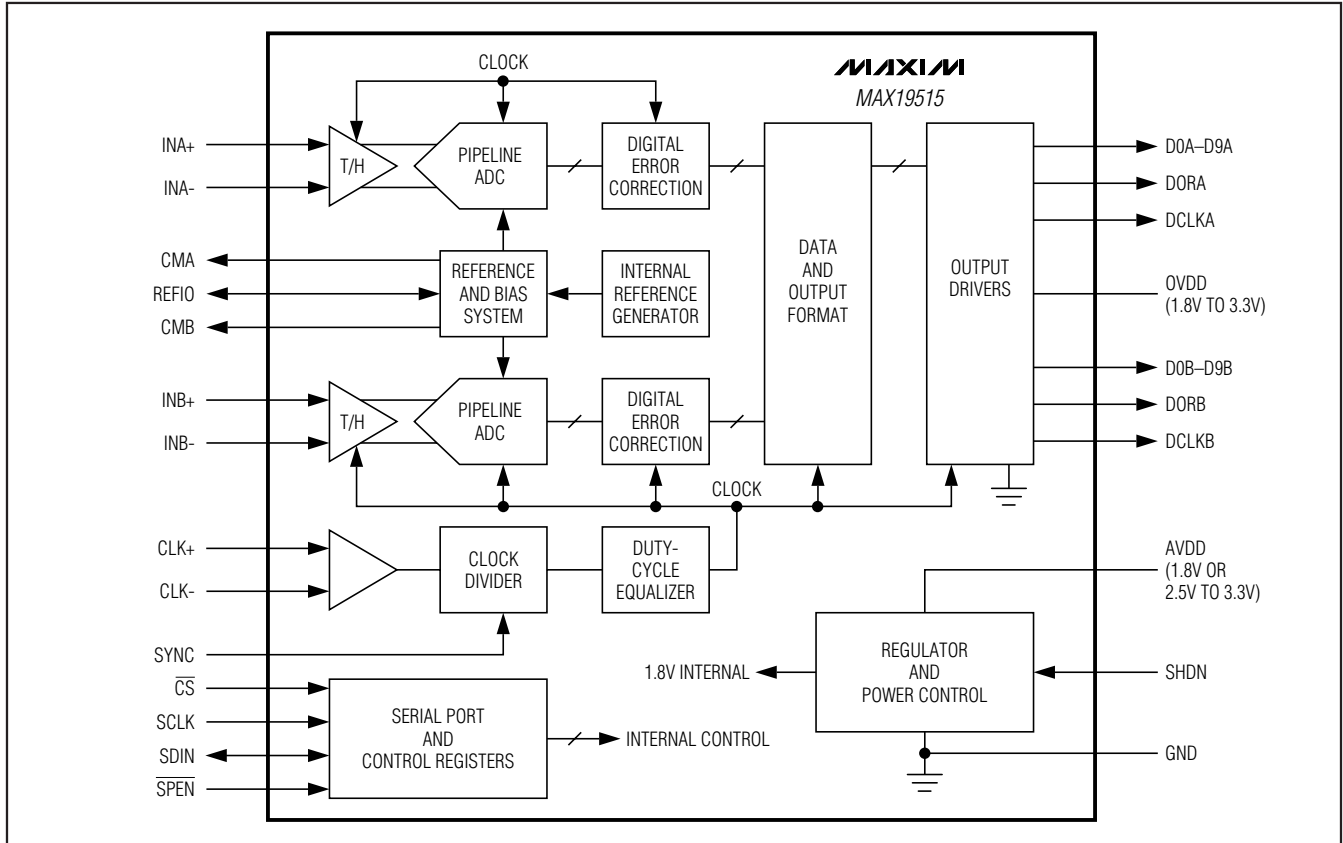 CLOCK
MAXIM
MAX19515
INA+
INA-
T/H
PIPELINE
ADC
DIGITAL
ERROR
CORRECTION
DATA
AND
OUTPUT
FORMAT
OUTPUT
DRIVERS
D0A–D9A
DORA
DCLKA
CMA
REFIO
CMB
REFERENCE
AND BIAS
SYSTEM
INTERNAL
REFERENCE
GENERATOR
OVDD
(1.8V TO 3.3V)
INB+
INB-
T/H
PIPELINE
ADC
DIGITAL
ERROR
CORRECTION
D0B–D9B
DORB
DCLKB
CLOCK
CLK+
CLK-
CLOCK
DIVIDER
DUTY-
CYCLE
EQUALIZER
AVDD
(1.8V OR
2.5V TO 3.3V)
SYNC
CS
SCLK
SDIN
SPEN
SERIAL PORT
AND
CONTROL REGISTERS
INTERNAL CONTROL
1.8V INTERNAL
REGULATOR
AND
POWER CONTROL
SHDN
GND